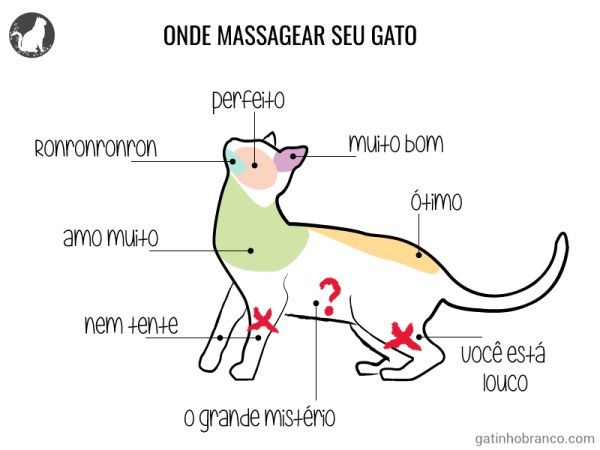 ONDE MASSAGEAR SEU GATO
perfeito
Ronronronron
muito bom
ótimo
amo muito
?
nem tente
você está
louco
o grande mistério
gatinhobranco.com